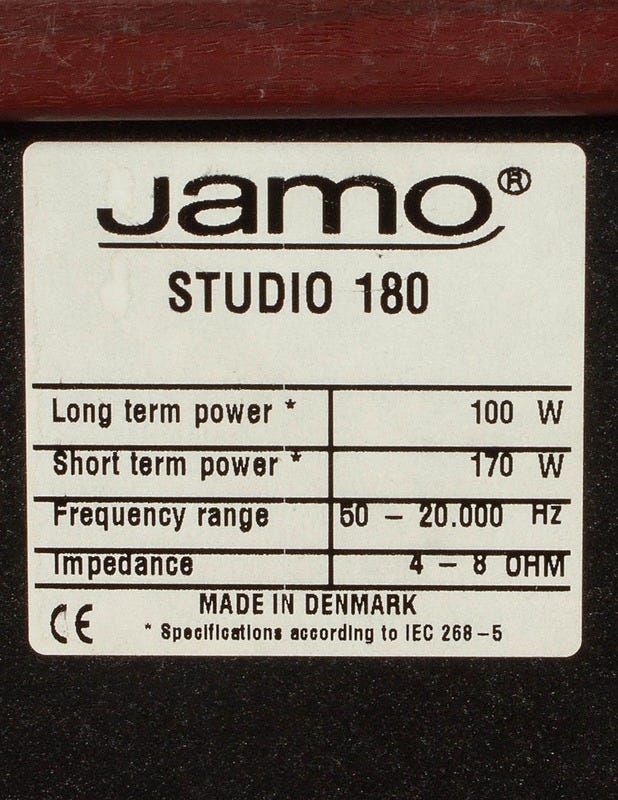 Jamo®
STUDIO 180
Long term power * 100 W
Short term power * 170 W
Frequency range 50 – 20.000 Hz
Impedance 4 – 8 OHM
MADE IN DENMARK
CE * Specifications according to IEC 268–5